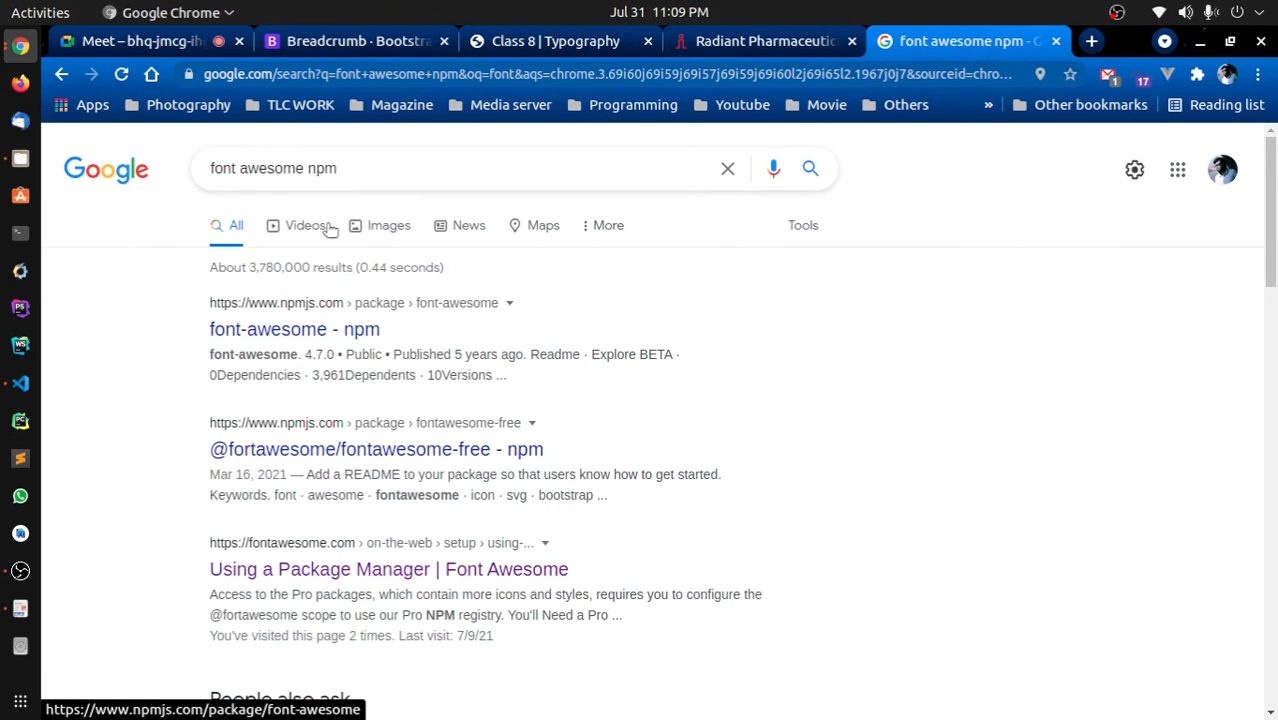 Activities Google Chrome Jul 31 11:09 PM
Meet – bhq-jmcg-ih
B Breadcrumb · Bootstra
Class 8 | Typography
Radiant Pharmaceutic
G font awesome npm - G
google.com/search?q=font+awesome+npm&oq=font&aqs=chrome.3.69i60j69i59j69i57j69i59j69i60l2j69i65l2.1967j0j7&sourceid=chro... 1 17
Apps Photography TLC WORK Magazine Media server Programming Youtube Movie Others » Other bookmarks Reading list
Google font awesome npm
All Videos Images News Maps More Tools
About 3,780,000 results (0.44 seconds)
https://www.npmjs.com › package › font-awesome
font-awesome - npm
font-awesome. 4.7.0 • Public • Published 5 years ago. Readme · Explore BETA ·
0Dependencies · 3,961Dependents · 10Versions ...
https://www.npmjs.com › package › fontawesome-free
@fortawesome/fontawesome-free - npm
Mar 16, 2021 — Add a README to your package so that users know how to get started.
Keywords. font · awesome · fontawesome · icon · svg · bootstrap ...
https://fontawesome.com › on-the-web › setup › using-...
Using a Package Manager | Font Awesome
Access to the Pro packages, which contain more icons and styles, requires you to configure the
@fortawesome scope to use our Pro NPM registry. You'll Need a Pro ...
You've visited this page 2 times. Last visit: 7/9/21
People also ask
https://www.npmjs.com/package/font-awesome